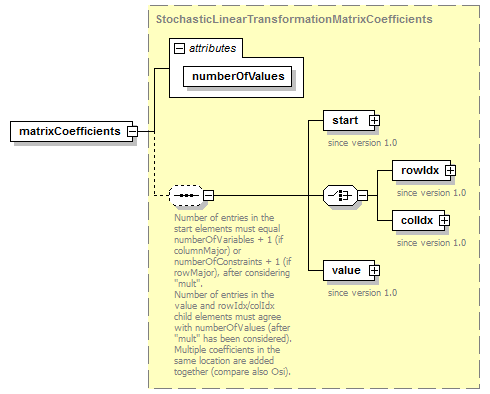 StochasticLinearTransformationMatrixCoefficients
attributes
numberOfValues
matrixCoefficients
start
since version 1.0
rowIdx
since version 1.0
colIdx
since version 1.0
value
since version 1.0
Number of entries in the
start elements must equal
numberOfVariables + 1 (if
columnMajor) or
numberOfConstraints + 1 (if
rowMajor), after considering
"mult".
Number of entries in the
value and rowIdx/colIdx
child elements must agree
with numberOfValues (after
"mult" has been considered).
Multiple coefficients in the
same location are added
together (compare also Osi).